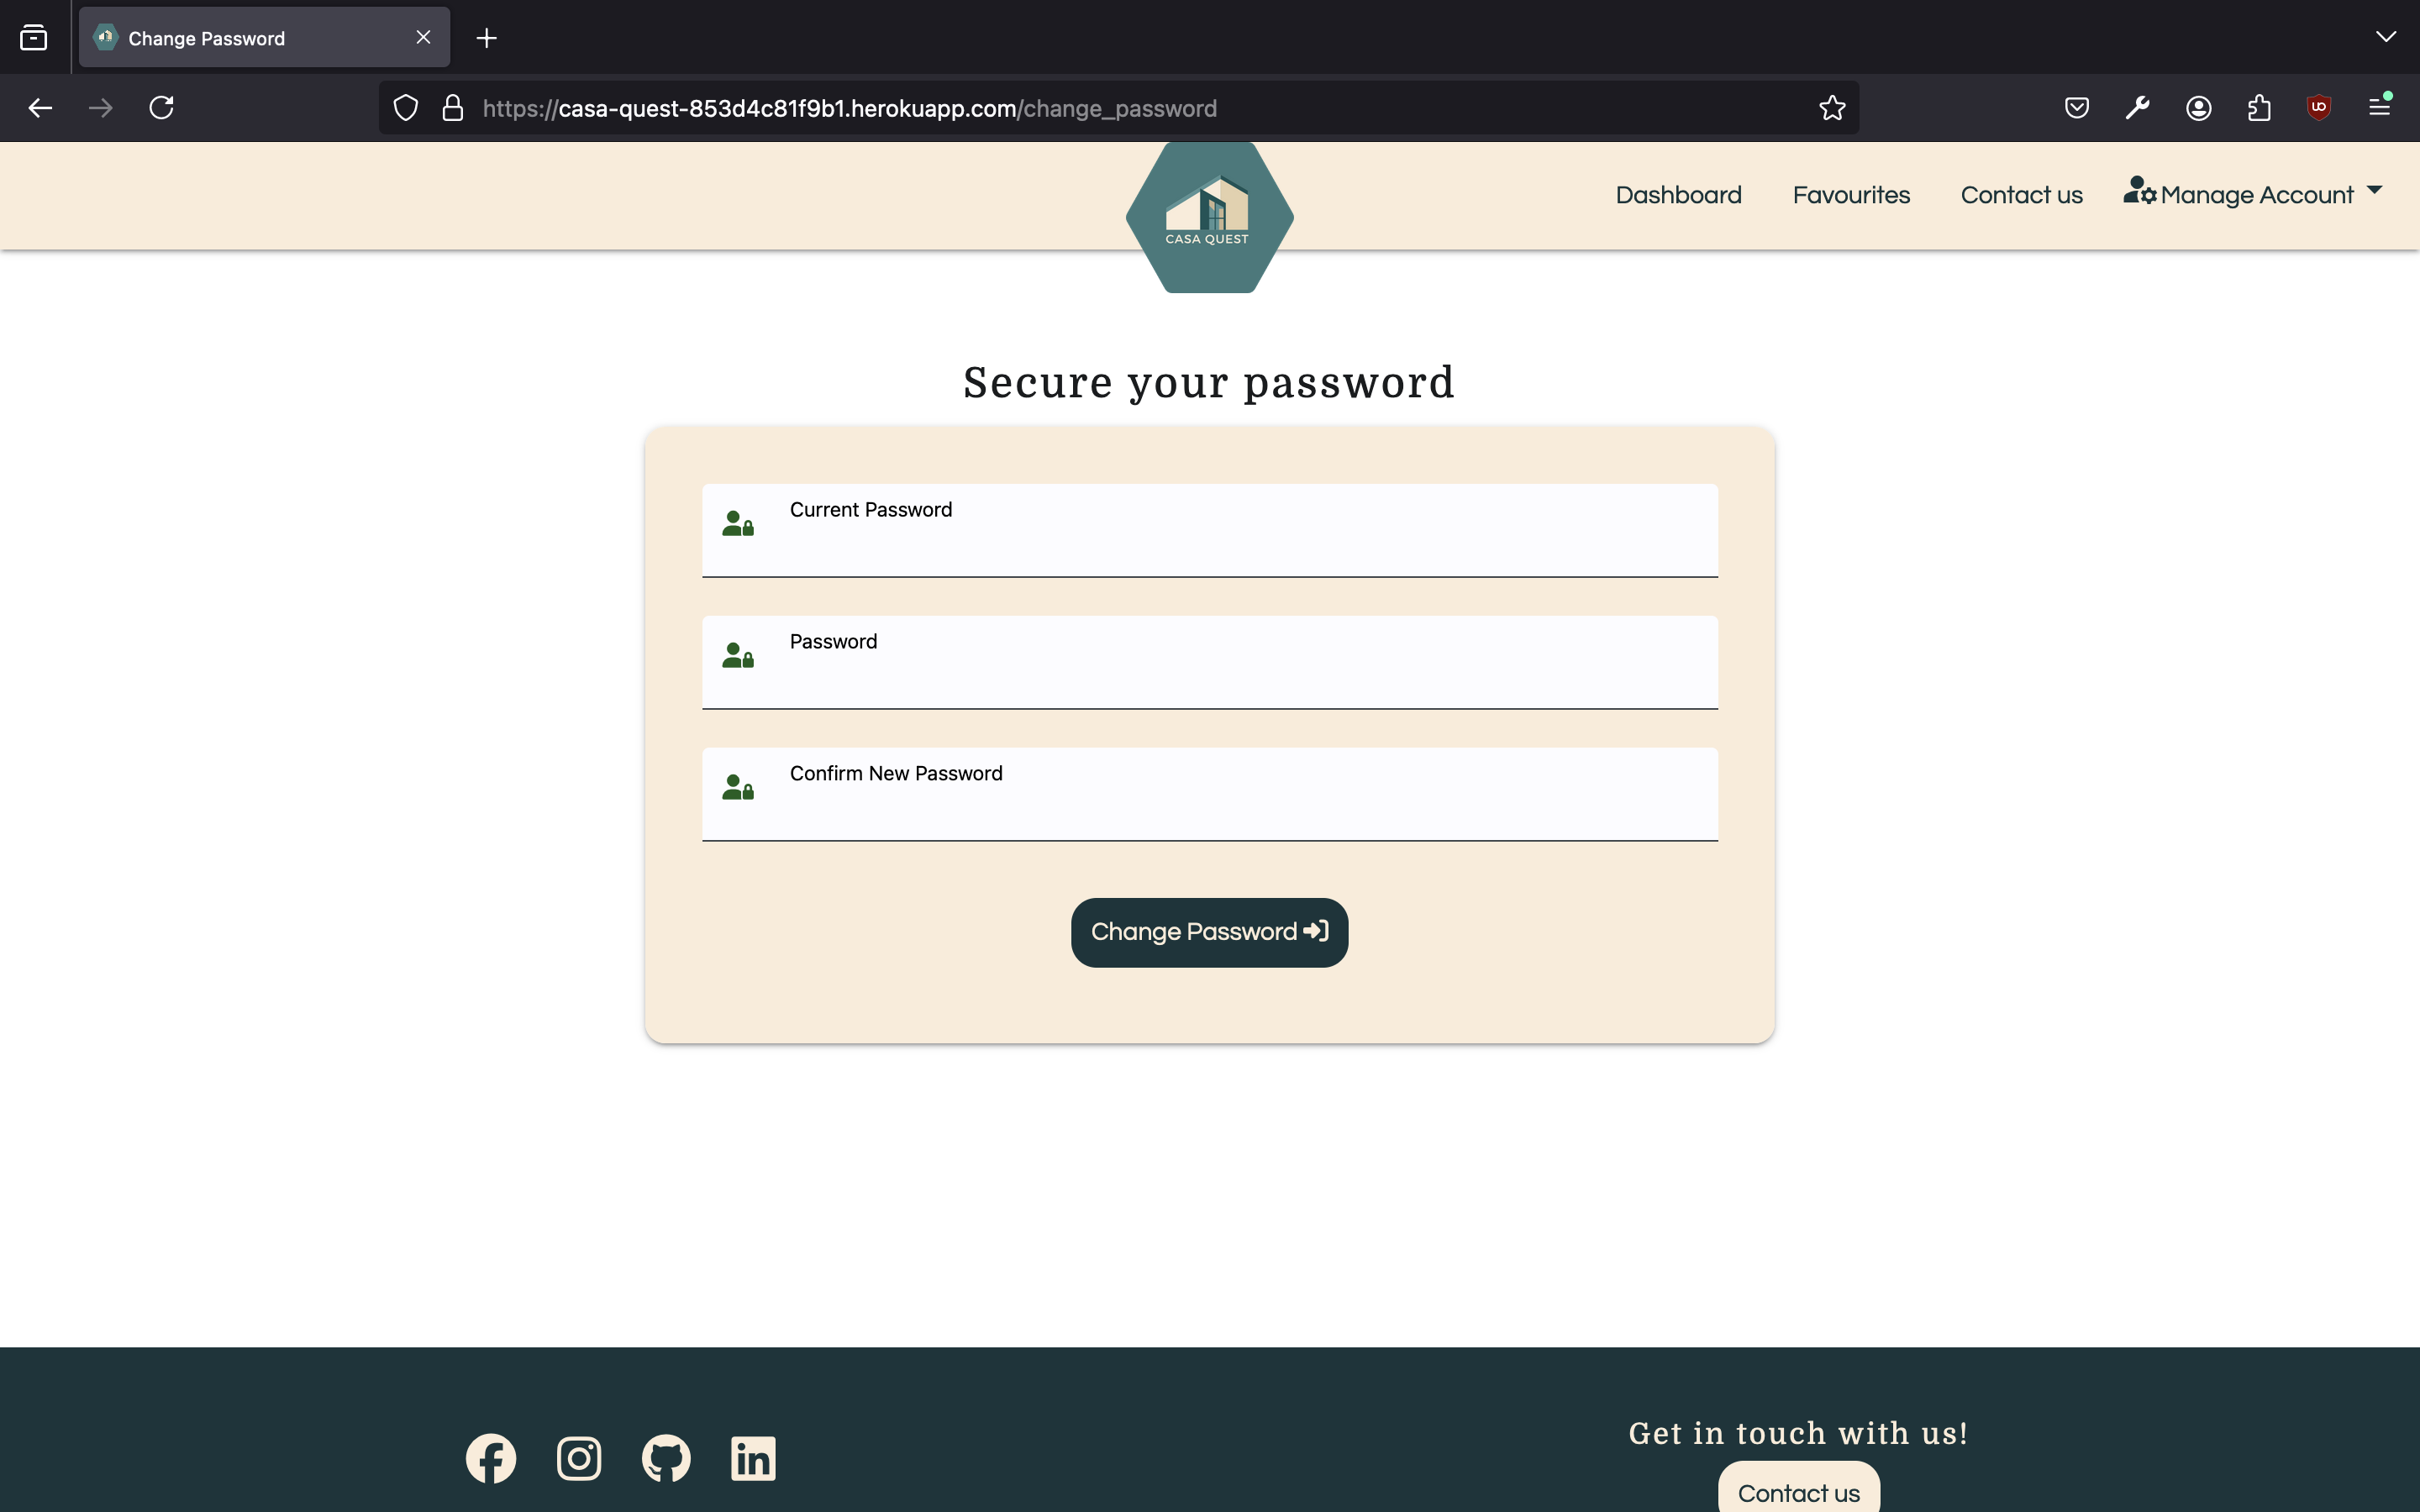 Change Password
https://casa-quest-853d4c81f9b1.herokuapp.com/change_password
CASA QUEST
Dashboard
Favourites
Contact us
Manage Account
Secure your password
Current Password
Password
Confirm New Password
Change Password
Get in touch with us!
Contact us